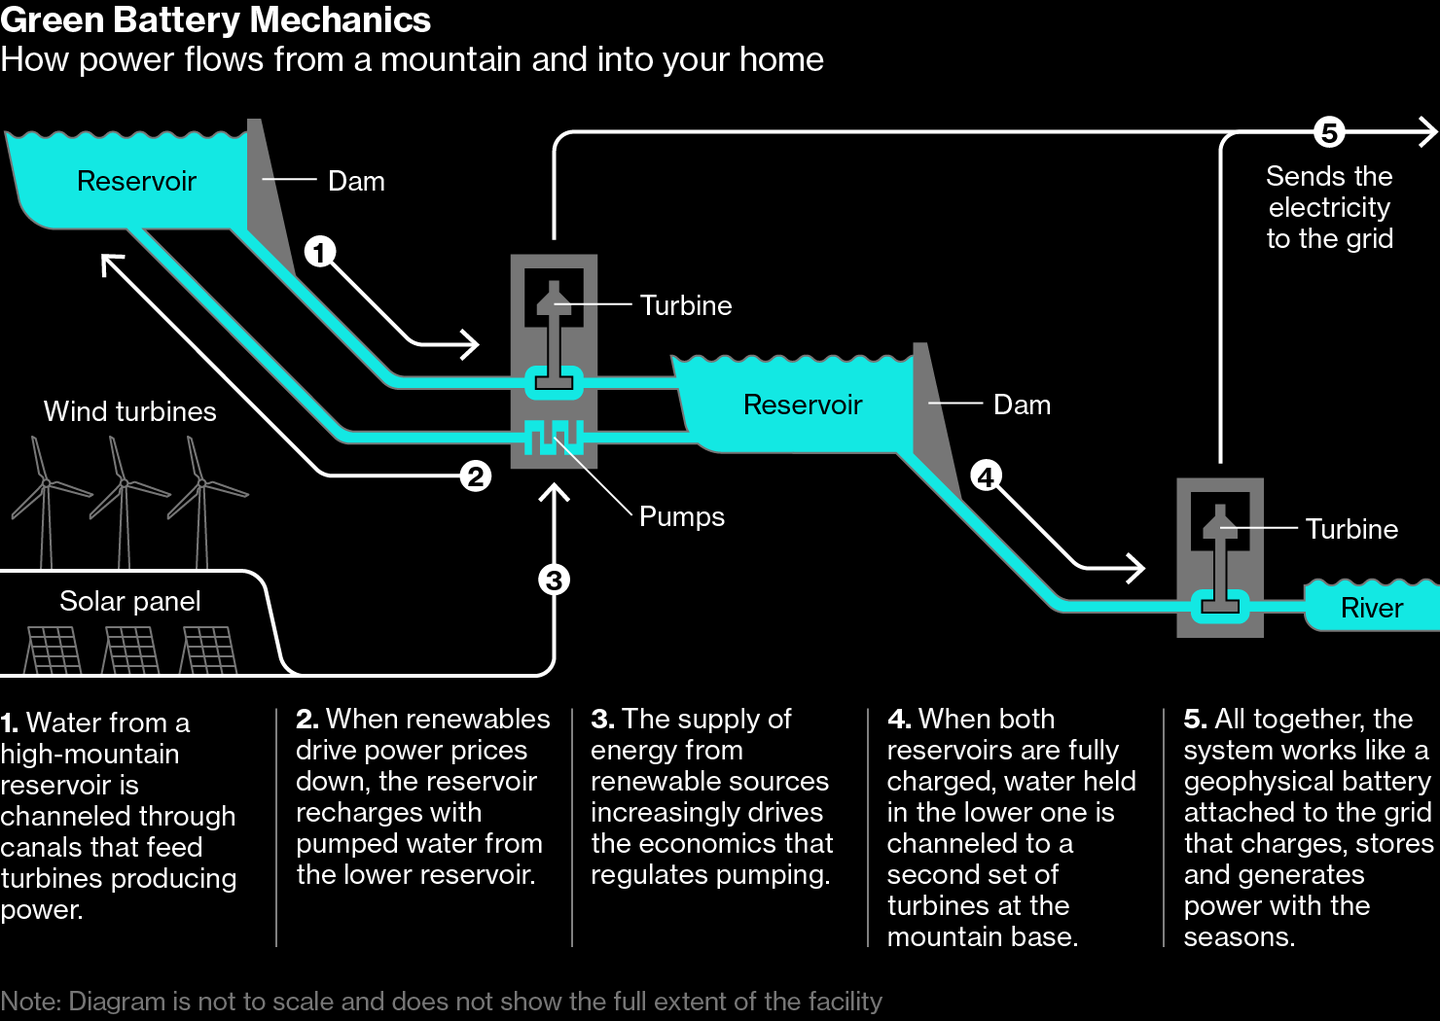 Green Battery Mechanics
How power flows from a mountain and into your home
Reservoir
Dam
1
Turbine
5
Sends the
electricity
to the grid
Reservoir
Dam
Wind turbines
2
Pumps
4
Turbine
3
Solar panel
River
1. Water from a
high-mountain
reservoir is
channeled through
canals that feed
turbines producing
power.
2. When renewables
drive power prices
down, the reservoir
recharges with
pumped water from
the lower reservoir.
3. The supply of
energy from
renewable sources
increasingly drives
the economics that
regulates pumping.
4. When both
reservoirs are fully
charged, water held
in the lower one is
channeled to a
second set of
turbines at the
mountain base.
5. All together, the
system works like a
geophysical battery
attached to the grid
that charges, stores
and generates
power with the
seasons.
Note: Diagram is not to scale and does not show the full extent of the facility